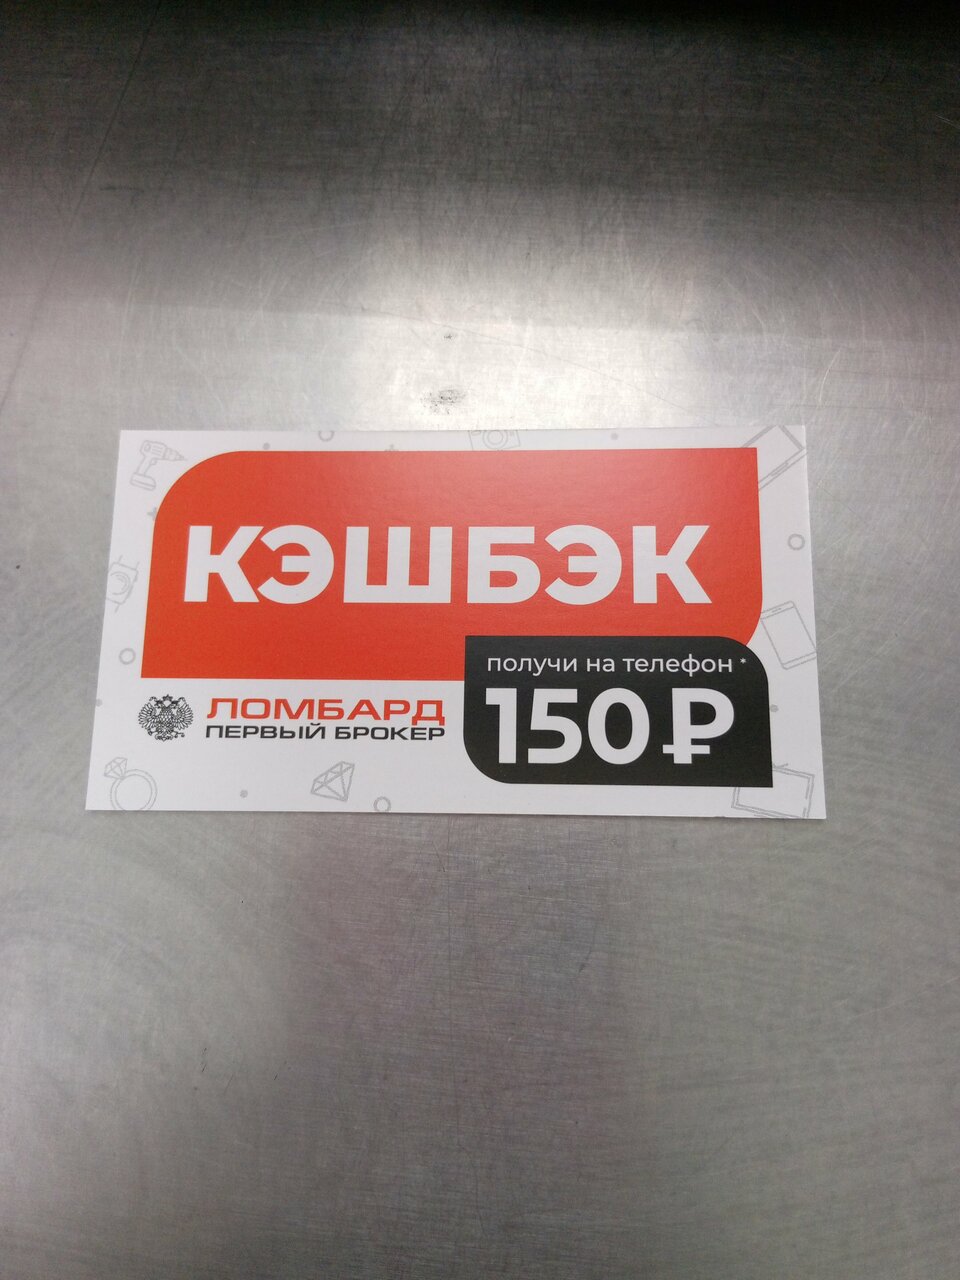 КЭШБЭК
получи на телефон *
150₽
ЛОМБАРД
ПЕРВЫЙ БРОКЕР